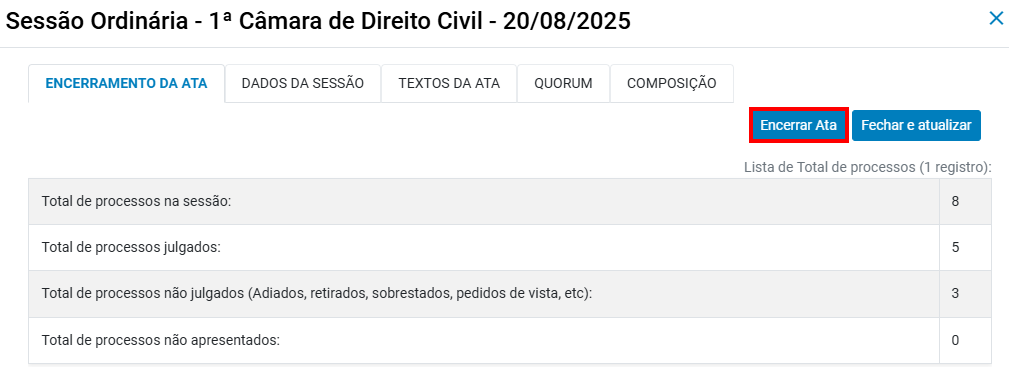 Sessão Ordinária - 1ª Câmara de Direito Civil - 20/08/2025
ENCERRAMENTO DA ATA DADOS DA SESSÃO TEXTOS DA ATA QUORUM COMPOSIÇÃO
Encerrar Ata Fechar e atualizar
Lista de Total de processos (1 registro):
Total de processos na sessão: 8
Total de processos julgados: 5
Total de processos não julgados (Adiados, retirados, sobrestados, pedidos de vista, etc): 3
Total de processos não apresentados: 0